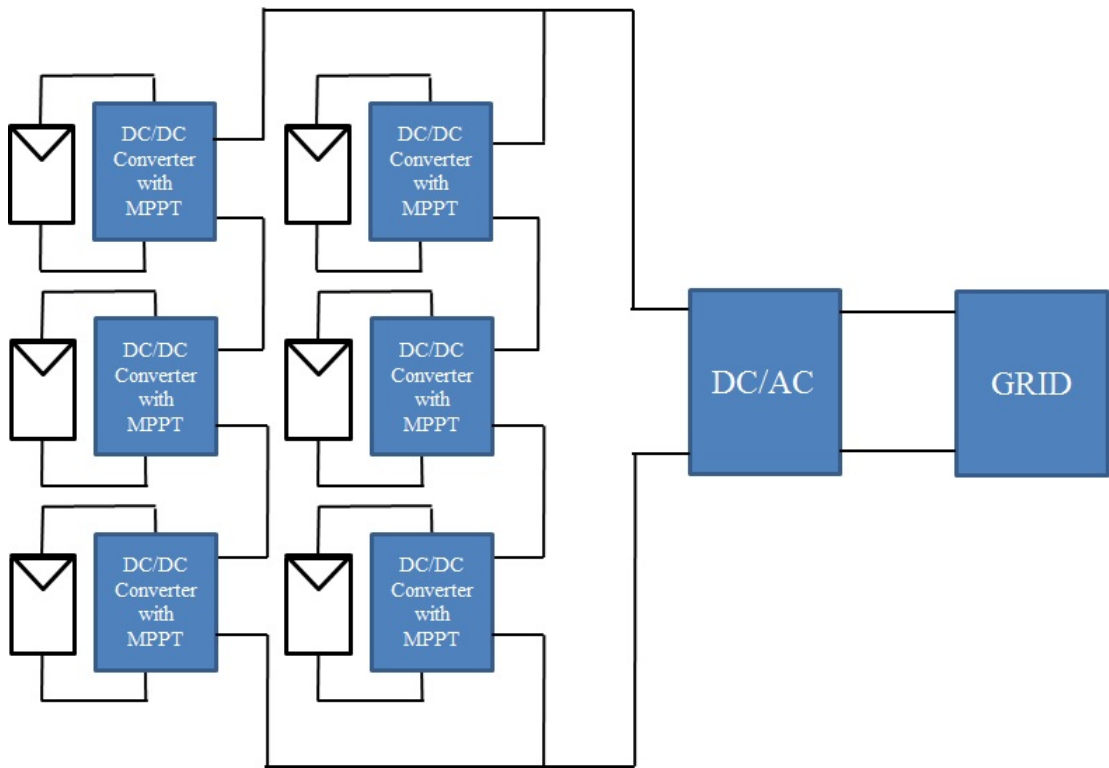 DC/DC
Converter
with
MPPT
DC/DC
Converter
with
MPPT
DC/DC
Converter
with
MPPT
DC/DC
Converter
with
MPPT
DC/AC
GRID
DC/DC
Converter
with
MPPT
DC/DC
Converter
with
MPPT